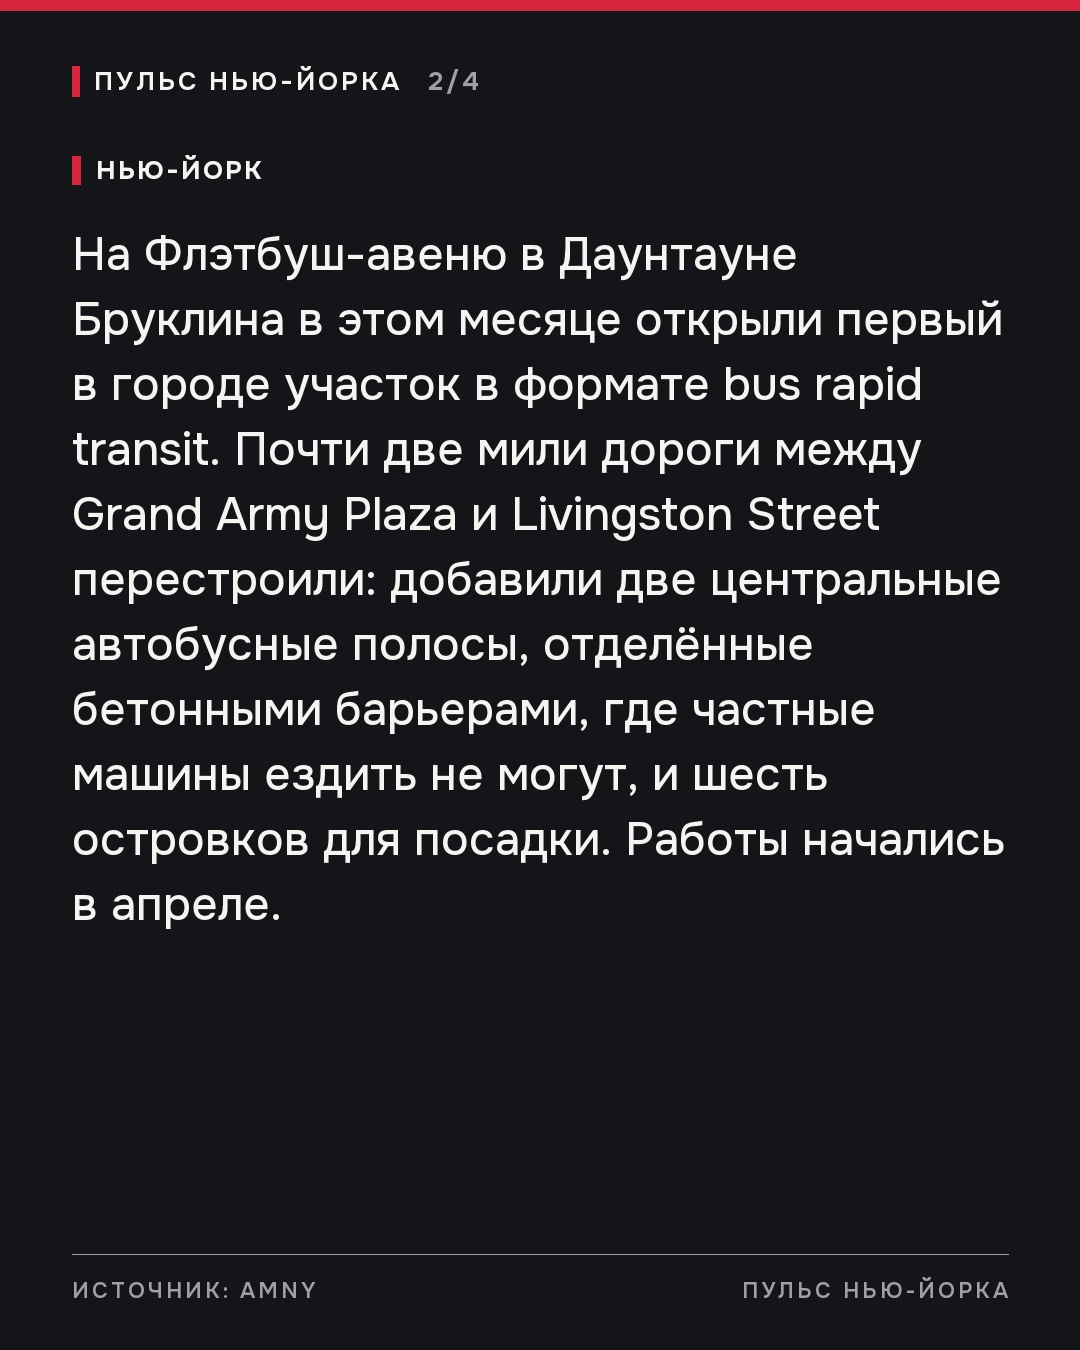 ПУЛЬС НЬЮ-ЙОРКА 2/4
НЬЮ-ЙОРК
На Флэтбуш-авеню в Даунтауне
Бруклина в этом месяце открыли первый
в городе участок в формате bus rapid
transit. Почти две мили дороги между
Grand Army Plaza и Livingston Street
перестроили: добавили две центральные
автобусные полосы, отделённые
бетонными барьерами, где частные
машины ездить не могут, и шесть
островков для посадки. Работы начались
в апреле.
ИСТОЧНИК: AMNY ПУЛЬС НЬЮ-ЙОРКА